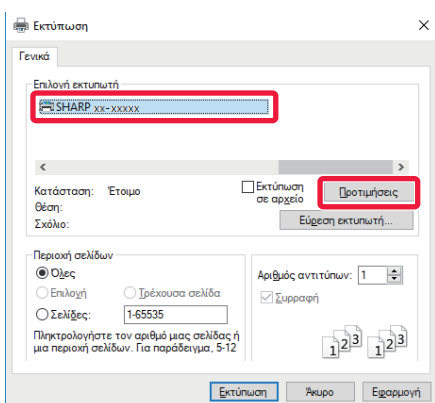 Εκτύπωση
Γενικά
Επιλογή εκτυπωτή
SHARP xx-xxxxx
Κατάσταση: Έτοιμο
Θέση:
Σχόλιο:
Εκτύπωση
σε αρχείο
Προτιμήσεις
Εύρεση εκτυπωτή...
Περιοχή σελίδων
Όλες
Επιλογή Τρέχουσα σελίδα
Σελίδες: 1-65535
Πληκτρολογήστε τον αριθμό μιας σελίδας ή
μια περιοχή σελίδων. Για παράδειγμα, 5-12
Αριθμός αντιτύπων: 1
Συρραφή
1 2 3 1 2 3
Εκτύπωση Άκυρο Εφαρμογή